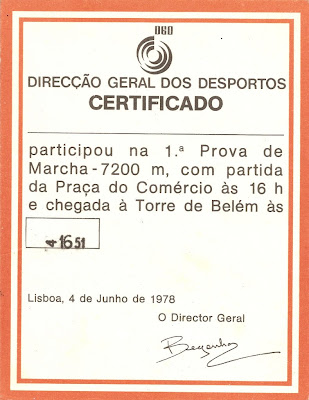 DGD
DIRECÇÃO GERAL DOS DESPORTOS
CERTIFICADO
participou na 1.ª Prova de
Marcha - 7200 m, com partida
da Praça do Comércio às 16 h
e chegada à Torre de Belém às
16 51
Lisboa, 4 de Junho de 1978
O Director Geral